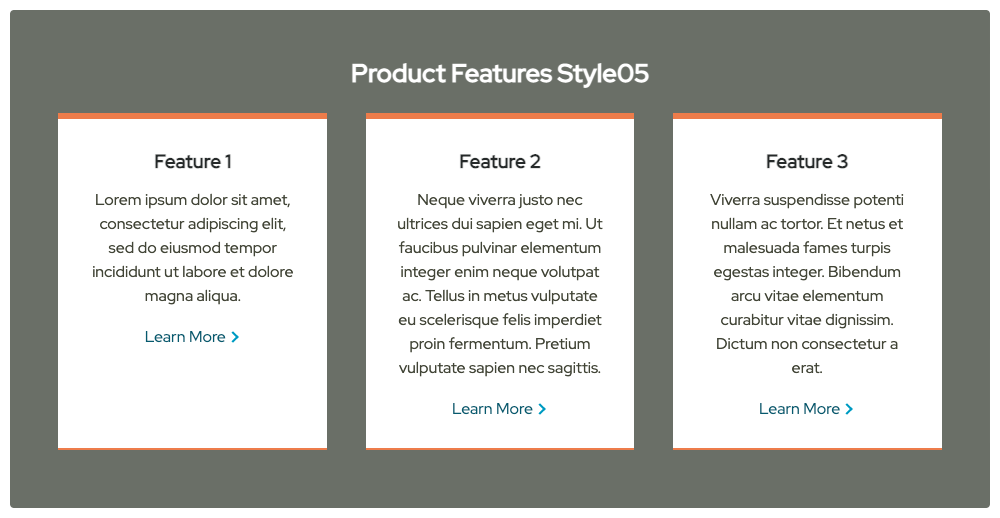 Product Features Style05
Feature 1
Lorem ipsum dolor sit amet,
consectetur adipiscing elit,
sed do eiusmod tempor
incididunt ut labore et dolore
magna aliqua.
Learn More
Feature 2
Neque viverra justo nec
ultrices dui sapien eget mi. Ut
faucibus pulvinar elementum
integer enim neque volutpat
ac. Tellus in metus vulputate
eu scelerisque felis imperdiet
proin fermentum. Pretium
vulputate sapien nec sagittis.
Learn More
Feature 3
Viverra suspendisse potenti
nullam ac tortor. Et netus et
malesuada fames turpis
egestas integer. Bibendum
arcu vitae elementum
curabitur vitae dignissim.
Dictum non consectetur a
erat.
Learn More